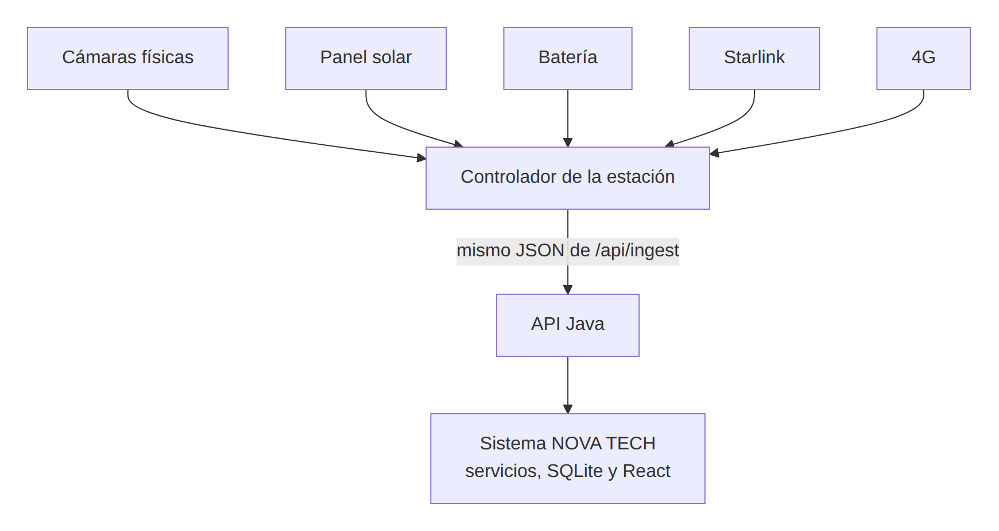 Cámaras físicas
Panel solar
Batería
Starlink
4G
Controlador de la estación
mismo JSON de /api/ingest
API Java
Sistema NOVA TECH
servicios, SQLite y React